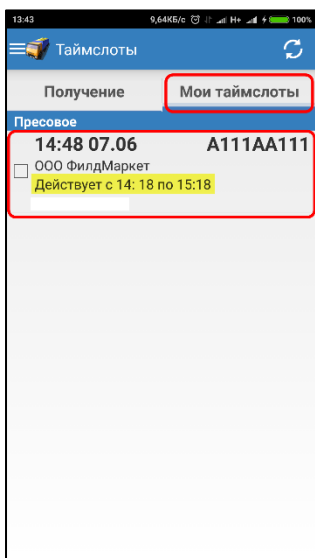 13:43 9,64КБ/с H+ 100%
Таймслоты
Получение Мои таймслоты
Пресовое
14:48 07.06 А111АА111
ООО ФилдМаркет
Действует с 14: 18 по 15:18